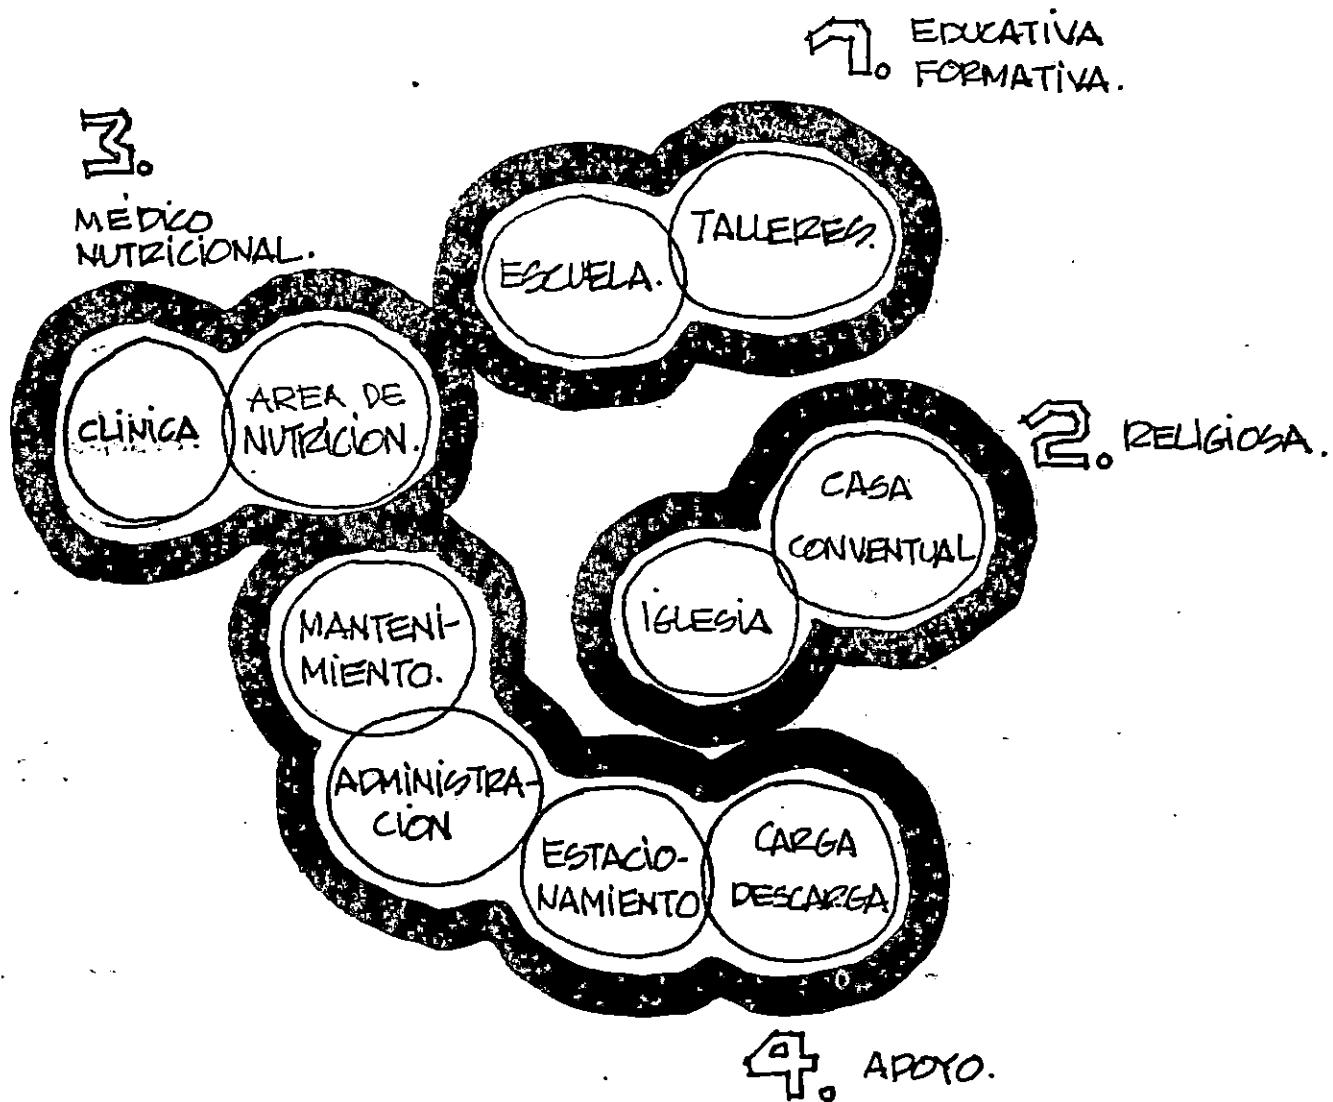 1. EDUCATIVA
FORMATIVA.
TALLERES.
ESCUELA.
3.
MÉDICO
NUTRICIONAL.
CLÍNICA
AREA DE
NUTRICION.
2. RELIGIOSA.
CASA
CONVENTUAL
IGLESIA
MANTENI-
MIENTO.
ADMINISTRA-
CION
ESTACIO-
NAMIENTO
CARGA
DESCARGA
4. APOYO.